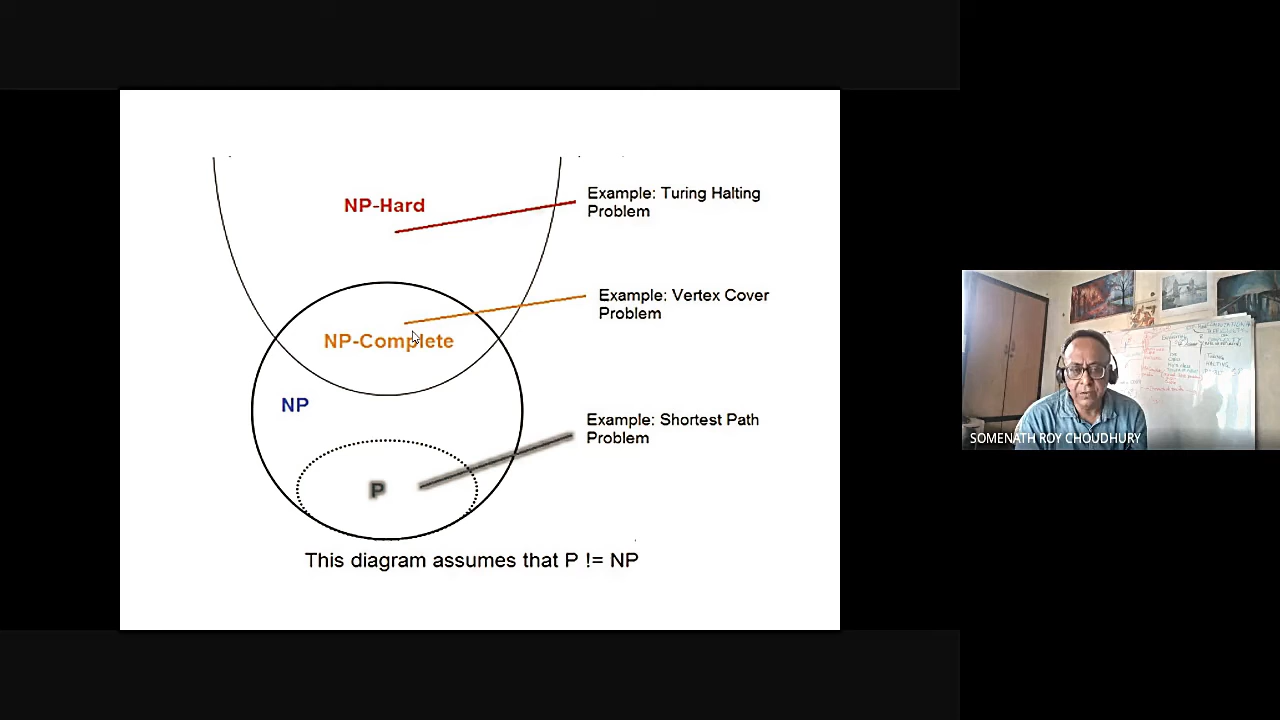 NP-Hard
Example: Turing Halting
Problem
Example: Vertex Cover
Problem
NP-Complete
NP
Example: Shortest Path
Problem
P
This diagram assumes that P != NP
SOMENATH ROY CHOUDHURY